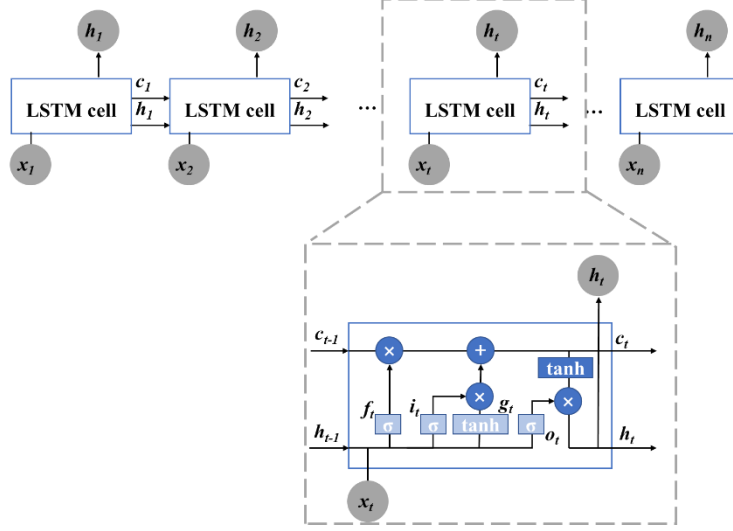 h1 h2 ht hn
c1 c2 ct
LSTM cell h1 LSTM cell h2 ... LSTM cell ht ... LSTM cell
x1 x2 xt xn
ht
ct-1 × + ct
tanh
ft it × gt ×
σ σ tanh σ ot
ht-1 ht
xt